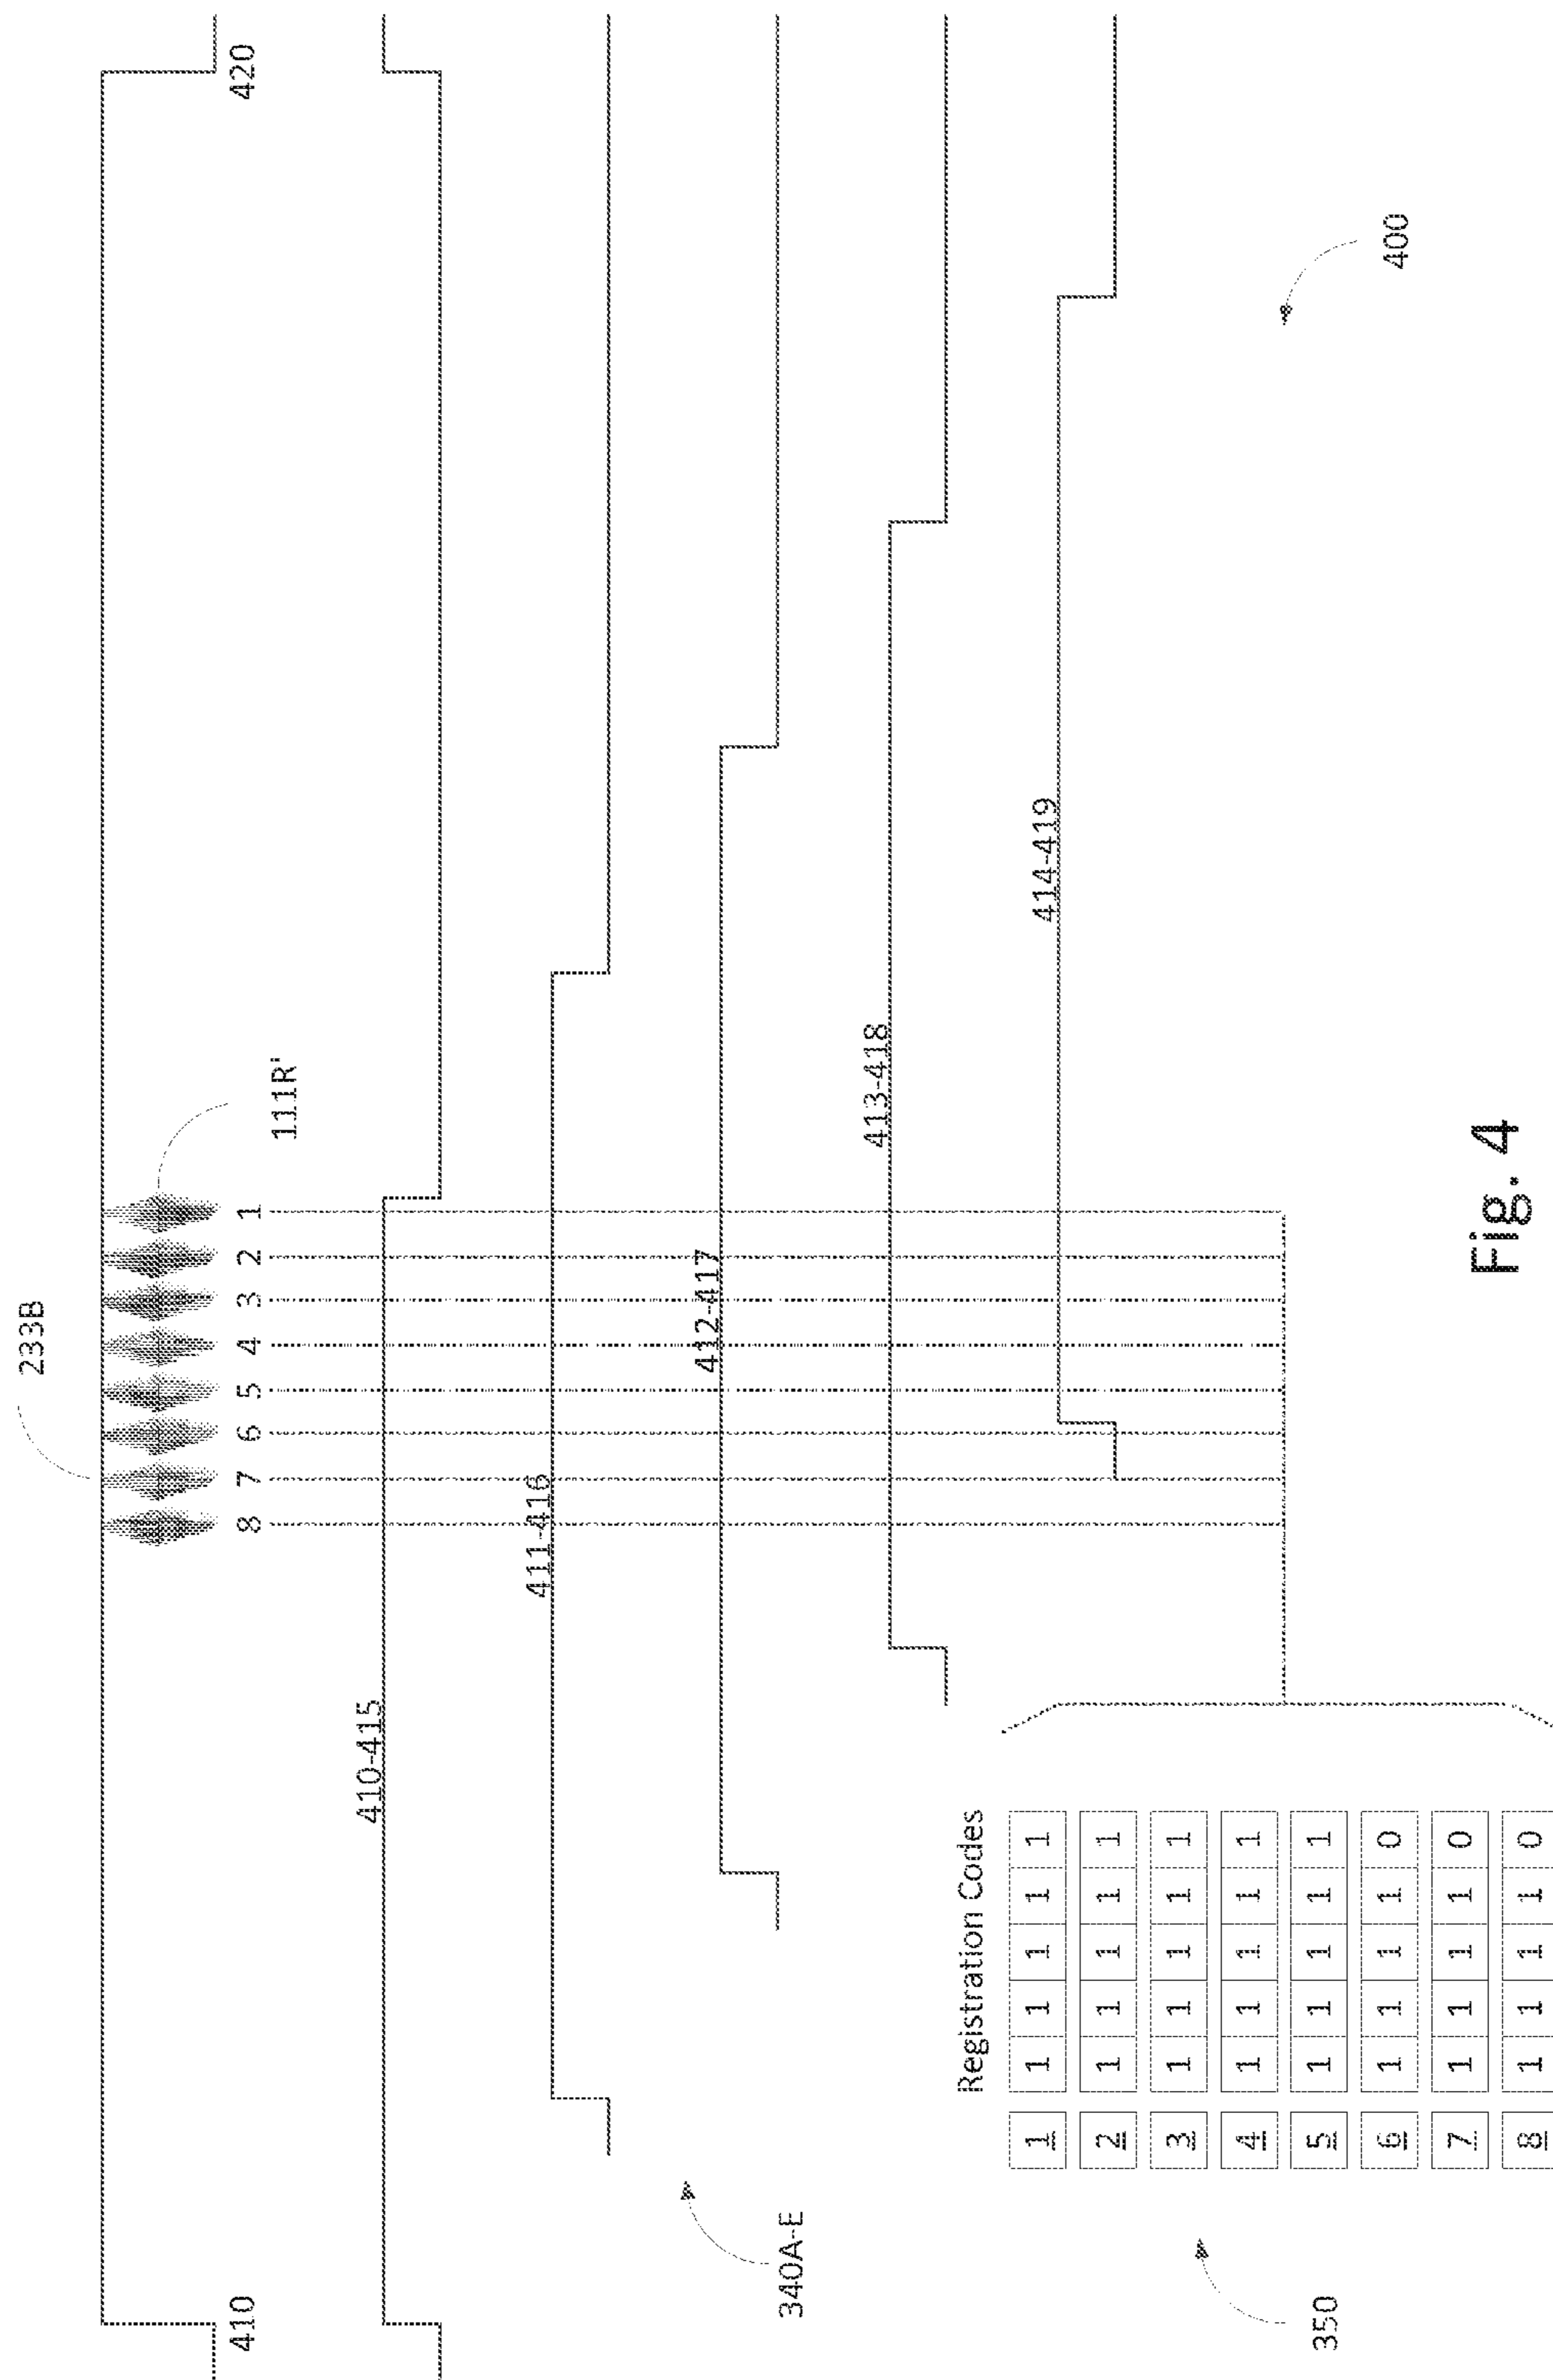 233B
111R'
410
8 7 6 5 4 3 2 1
420
410-415
411-416
412-417
413-418
414-419
340A-E
Registration Codes
1 1 1 1 1 1
2 1 1 1 1 1
3 1 1 1 1 1
4 1 1 1 1 1
5 1 1 1 1 1
6 1 1 1 1 0
7 1 1 1 1 0
8 1 1 1 1 0
350
400
Fig. 4